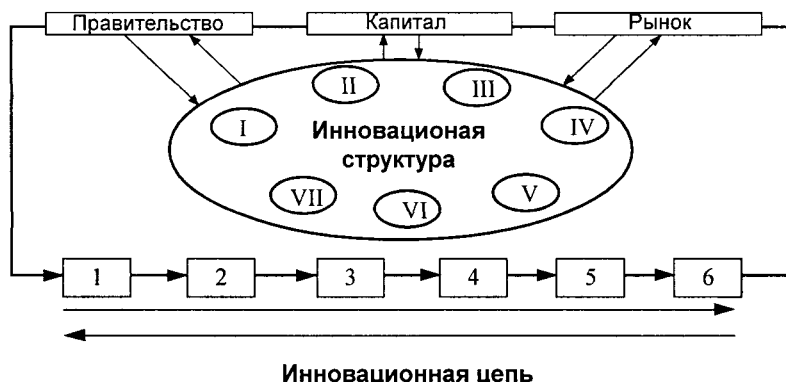 Правительство Капитал Рынок
II III
I IV
Инновационая
структура
VII VI V
1 2 3 4 5 6
Инновационная цепь